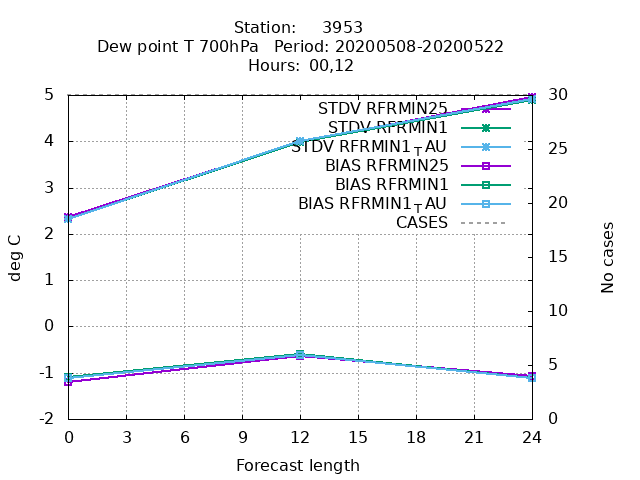 Station: 3953
Dew point T 700hPa Period: 20200508-20200522
Hours: 00,12
5 30
STDV RFRMIN25
STDV RFRMIN1
4 25
STDV RFRMIN1TAU
BIAS RFRMIN25
3 BIAS RFRMIN1
BIAS RFRMIN1TAU 20
CASES
2
15
1
10
0
5
-1
-2 0
0 3 6 9 12 15 18 21 24
deg C
No cases
Forecast length